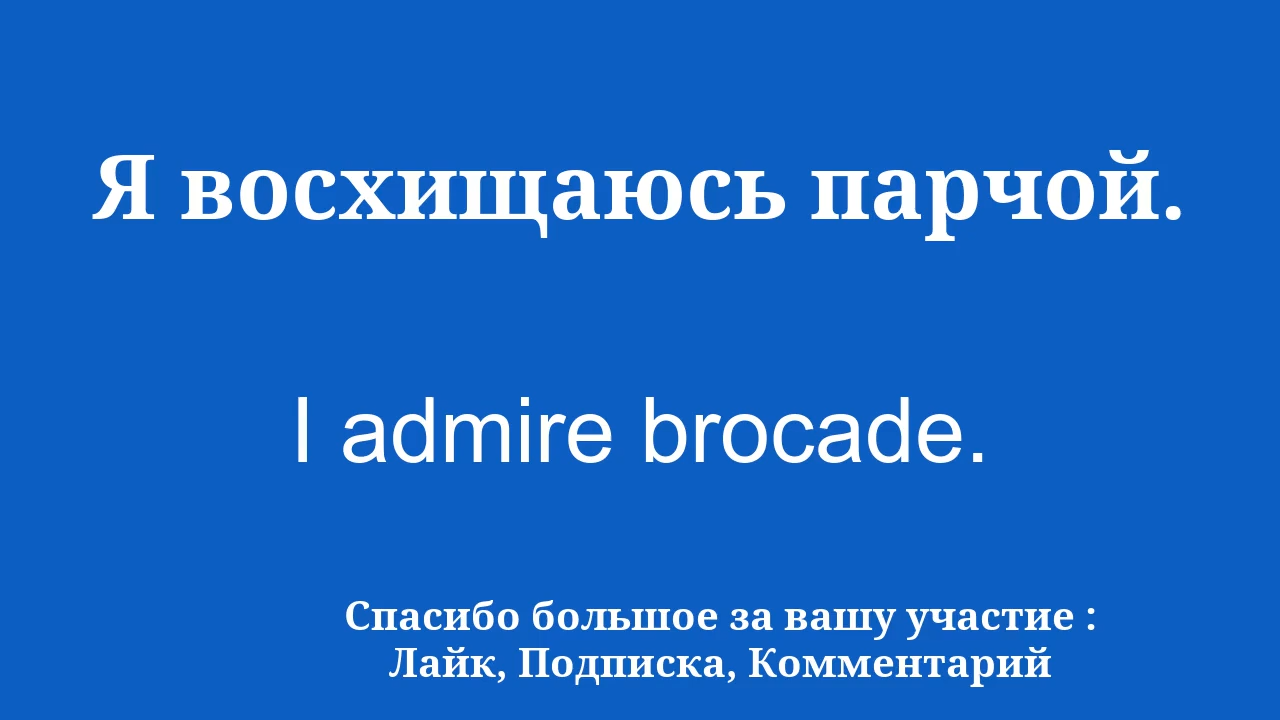 Я восхищаюсь парчой.
I admire brocade.
Спасибо большое за вашу участие :
Лайк, Подписка, Комментарий